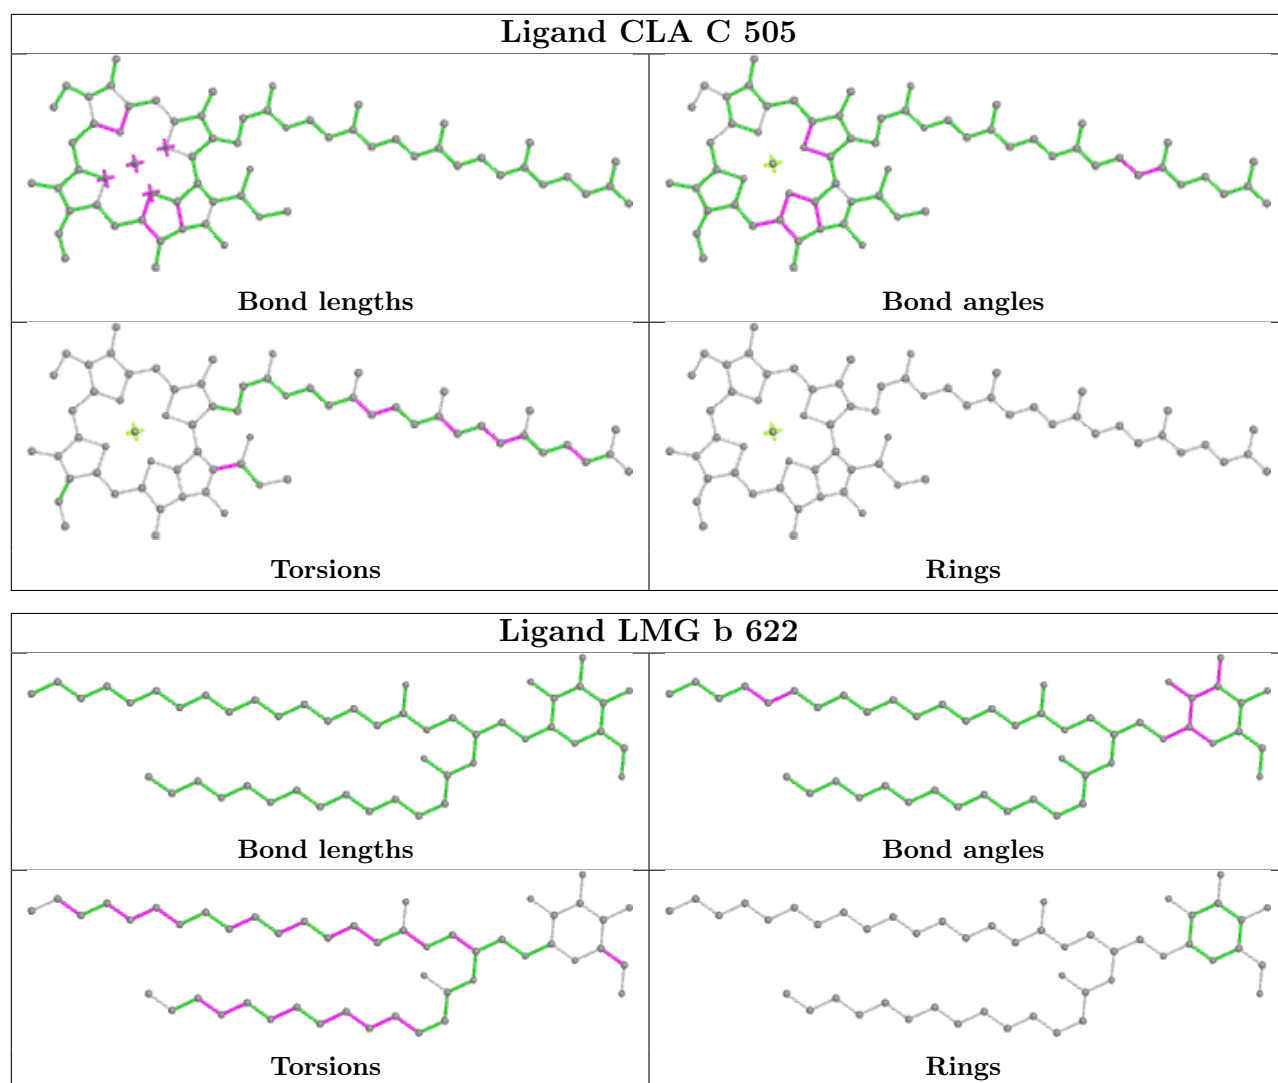 Ligand CLA C 505
Bond lengths
Bond angles
Torsions
Rings
Ligand LMG b 622
Bond lengths
Bond angles
Torsions
Rings